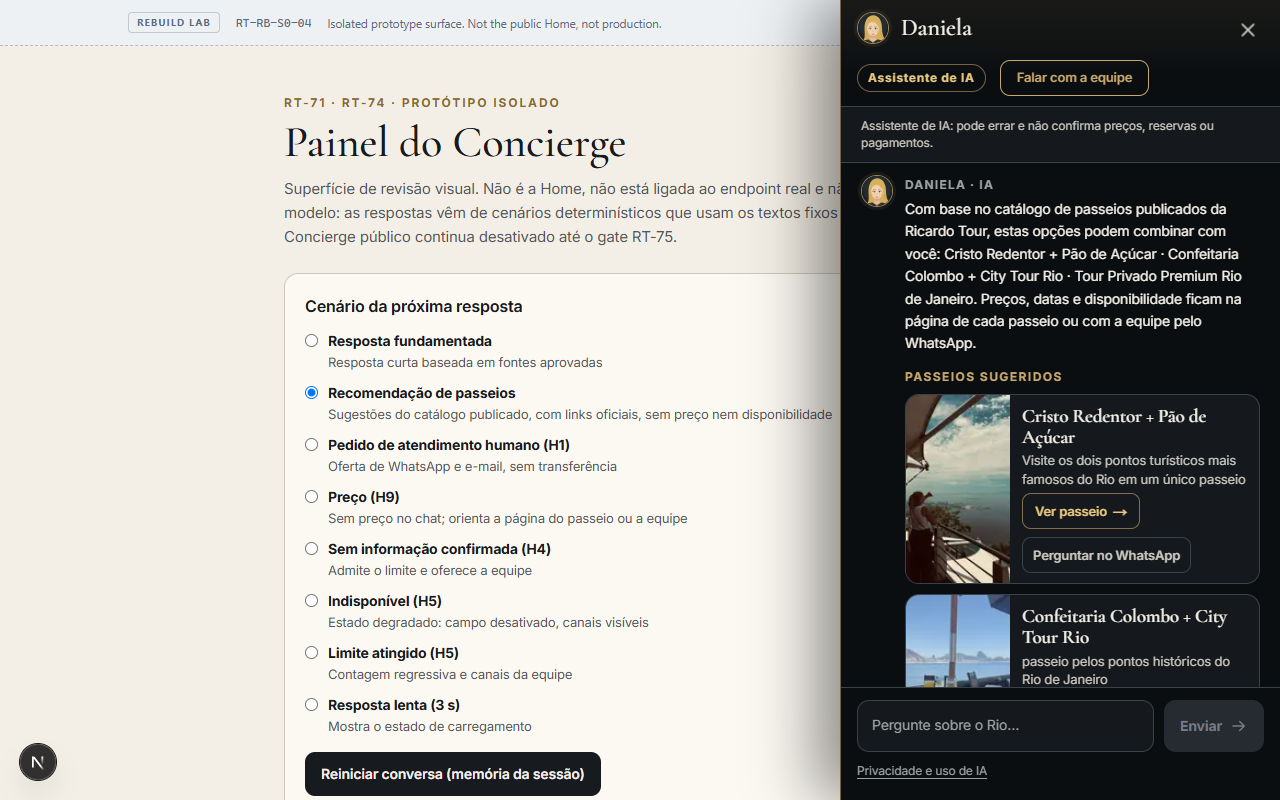 REBUILD LAB RT-RB-S0-04 Isolated prototype surface. Not the public Home, not production.
RT-71 · RT-74 · PROTÓTIPO ISOLADO
Painel do Concierge
Superfície de revisão visual. Não é a Home, não está ligada ao endpoint real e nã
modelo: as respostas vêm de cenários determinísticos que usam os textos fixos
Concierge público continua desativado até o gate RT-75.
Cenário da próxima resposta
Resposta fundamentada
Resposta curta baseada em fontes aprovadas
Recomendação de passeios
Sugestões do catálogo publicado, com links oficiais, sem preço nem disponibilidade
Pedido de atendimento humano (H1)
Oferta de WhatsApp e e-mail, sem transferência
Preço (H9)
Sem preço no chat; orienta a página do passeio ou a equipe
Sem informação confirmada (H4)
Admite o limite e oferece a equipe
Indisponível (H5)
Estado degradado: campo desativado, canais visíveis
Limite atingido (H5)
Contagem regressiva e canais da equipe
Resposta lenta (3 s)
Mostra o estado de carregamento
Reiniciar conversa (memória da sessão)
N
Daniela
Assistente de IA
Falar com a equipe
Assistente de IA: pode errar e não confirma preços, reservas ou
pagamentos.
DANIELA · IA
Com base no catálogo de passeios publicados da
Ricardo Tour, estas opções podem combinar com
você: Cristo Redentor + Pão de Açúcar · Confeitaria
Colombo + City Tour Rio · Tour Privado Premium Rio
de Janeiro. Preços, datas e disponibilidade ficam na
página de cada passeio ou com a equipe pelo
WhatsApp.
PASSEIOS SUGERIDOS
Cristo Redentor + Pão de
Açúcar
Visite os dois pontos turísticos mais
famosos do Rio em um único passeio
Ver passeio →
Perguntar no WhatsApp
Confeitaria Colombo + City
Tour Rio
passeio pelos pontos históricos do
Rio de Janeiro
Pergunte sobre o Rio...
Enviar →
Privacidade e uso de IA